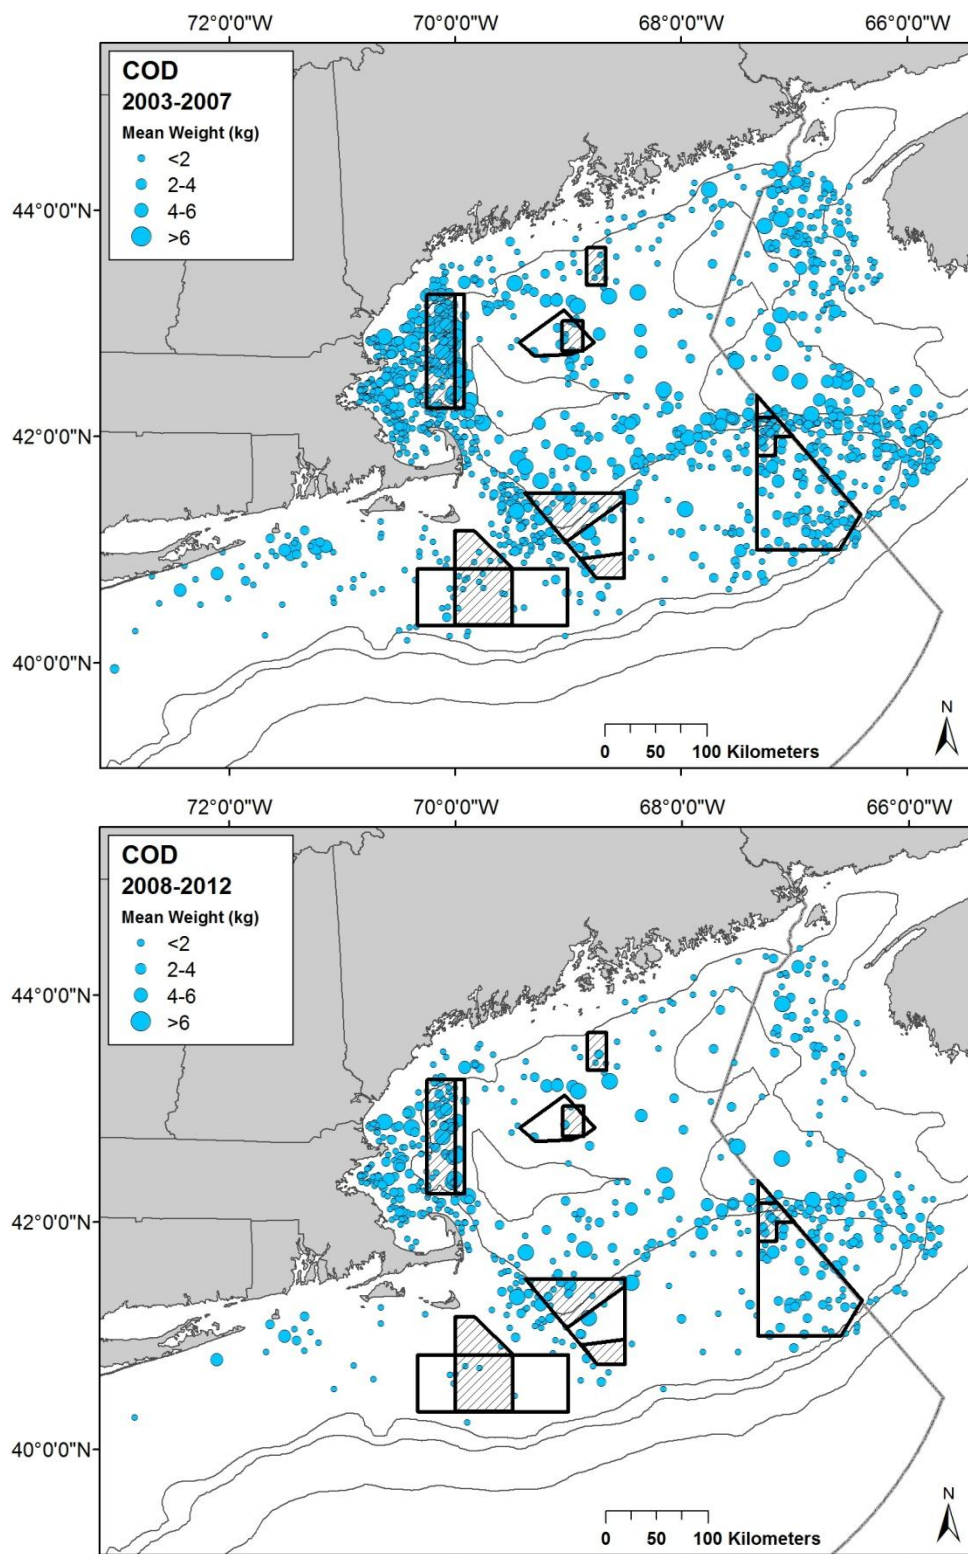 72°0'0"W 70°0'0"W 68°0'0"W 66°0'0"W
COD
2003-2007
Mean Weight (kg)
<2
2-4
4-6
>6
44°0'0"N
42°0'0"N
40°0'0"N
N
0 50 100 Kilometers
72°0'0"W 70°0'0"W 68°0'0"W 66°0'0"W
COD
2008-2012
Mean Weight (kg)
<2
2-4
4-6
>6
44°0'0"N
42°0'0"N
40°0'0"N
N
0 50 100 Kilometers